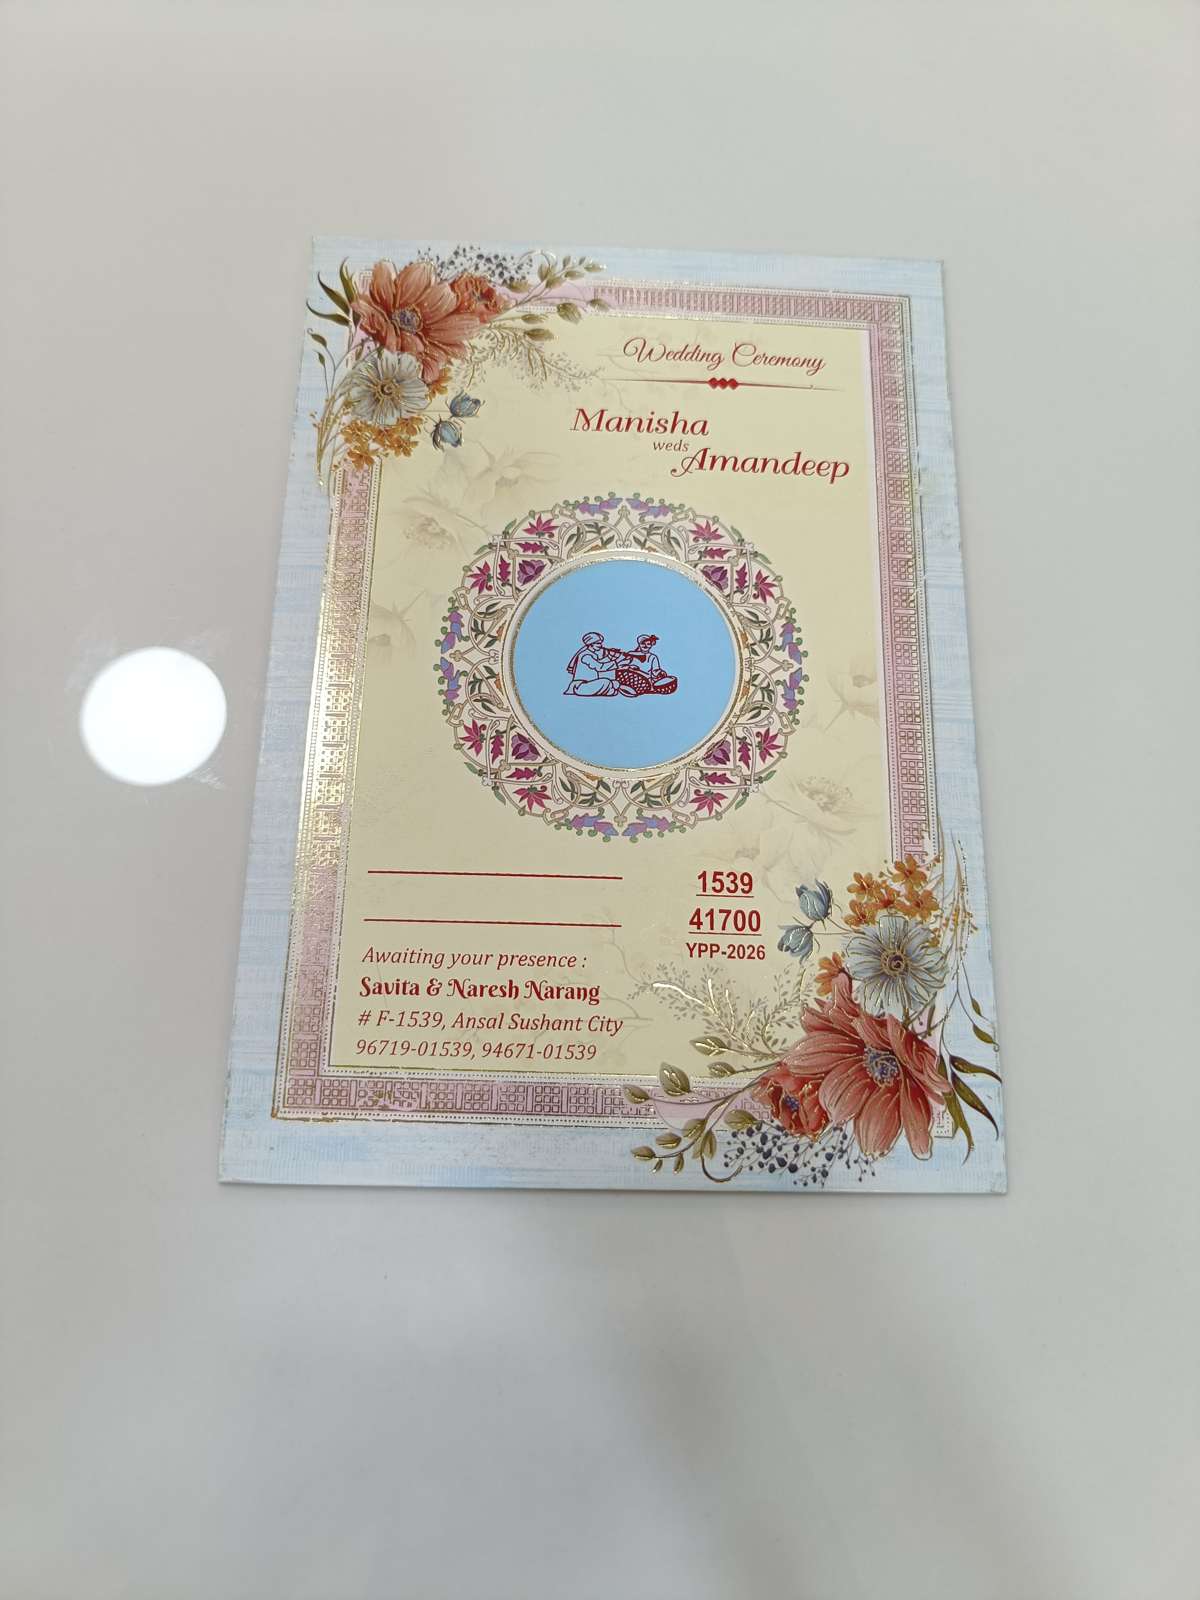 Wedding Ceremony
Manisha
weds
Amandeep
1539
41700
YPP-2026
Awaiting your presence :
Savita & Naresh Narang
# F-1539, Ansal Sushant City
96719-01539, 94671-01539